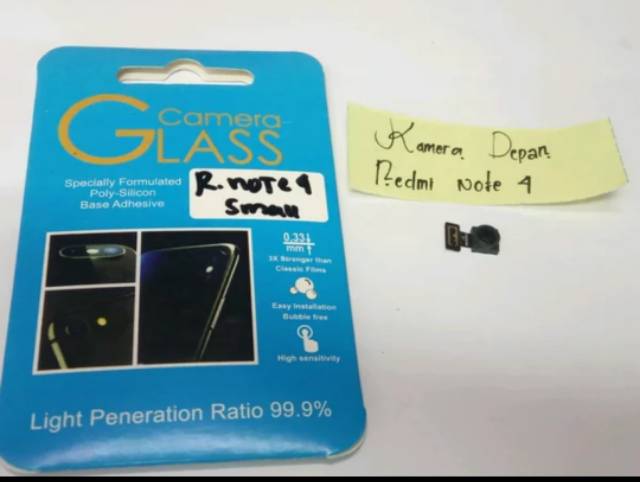 Camera
GLASS
Specially Formulated
Poly-Silicon
Base Adhesive
R. NOTE 4
Small
0.33
mm
3X Stronger than
Classic Films
Easy Installation
Bubble free
High sensitivity
Light Peneration Ratio 99.9%
Kamera Depan
Redmi Note 4